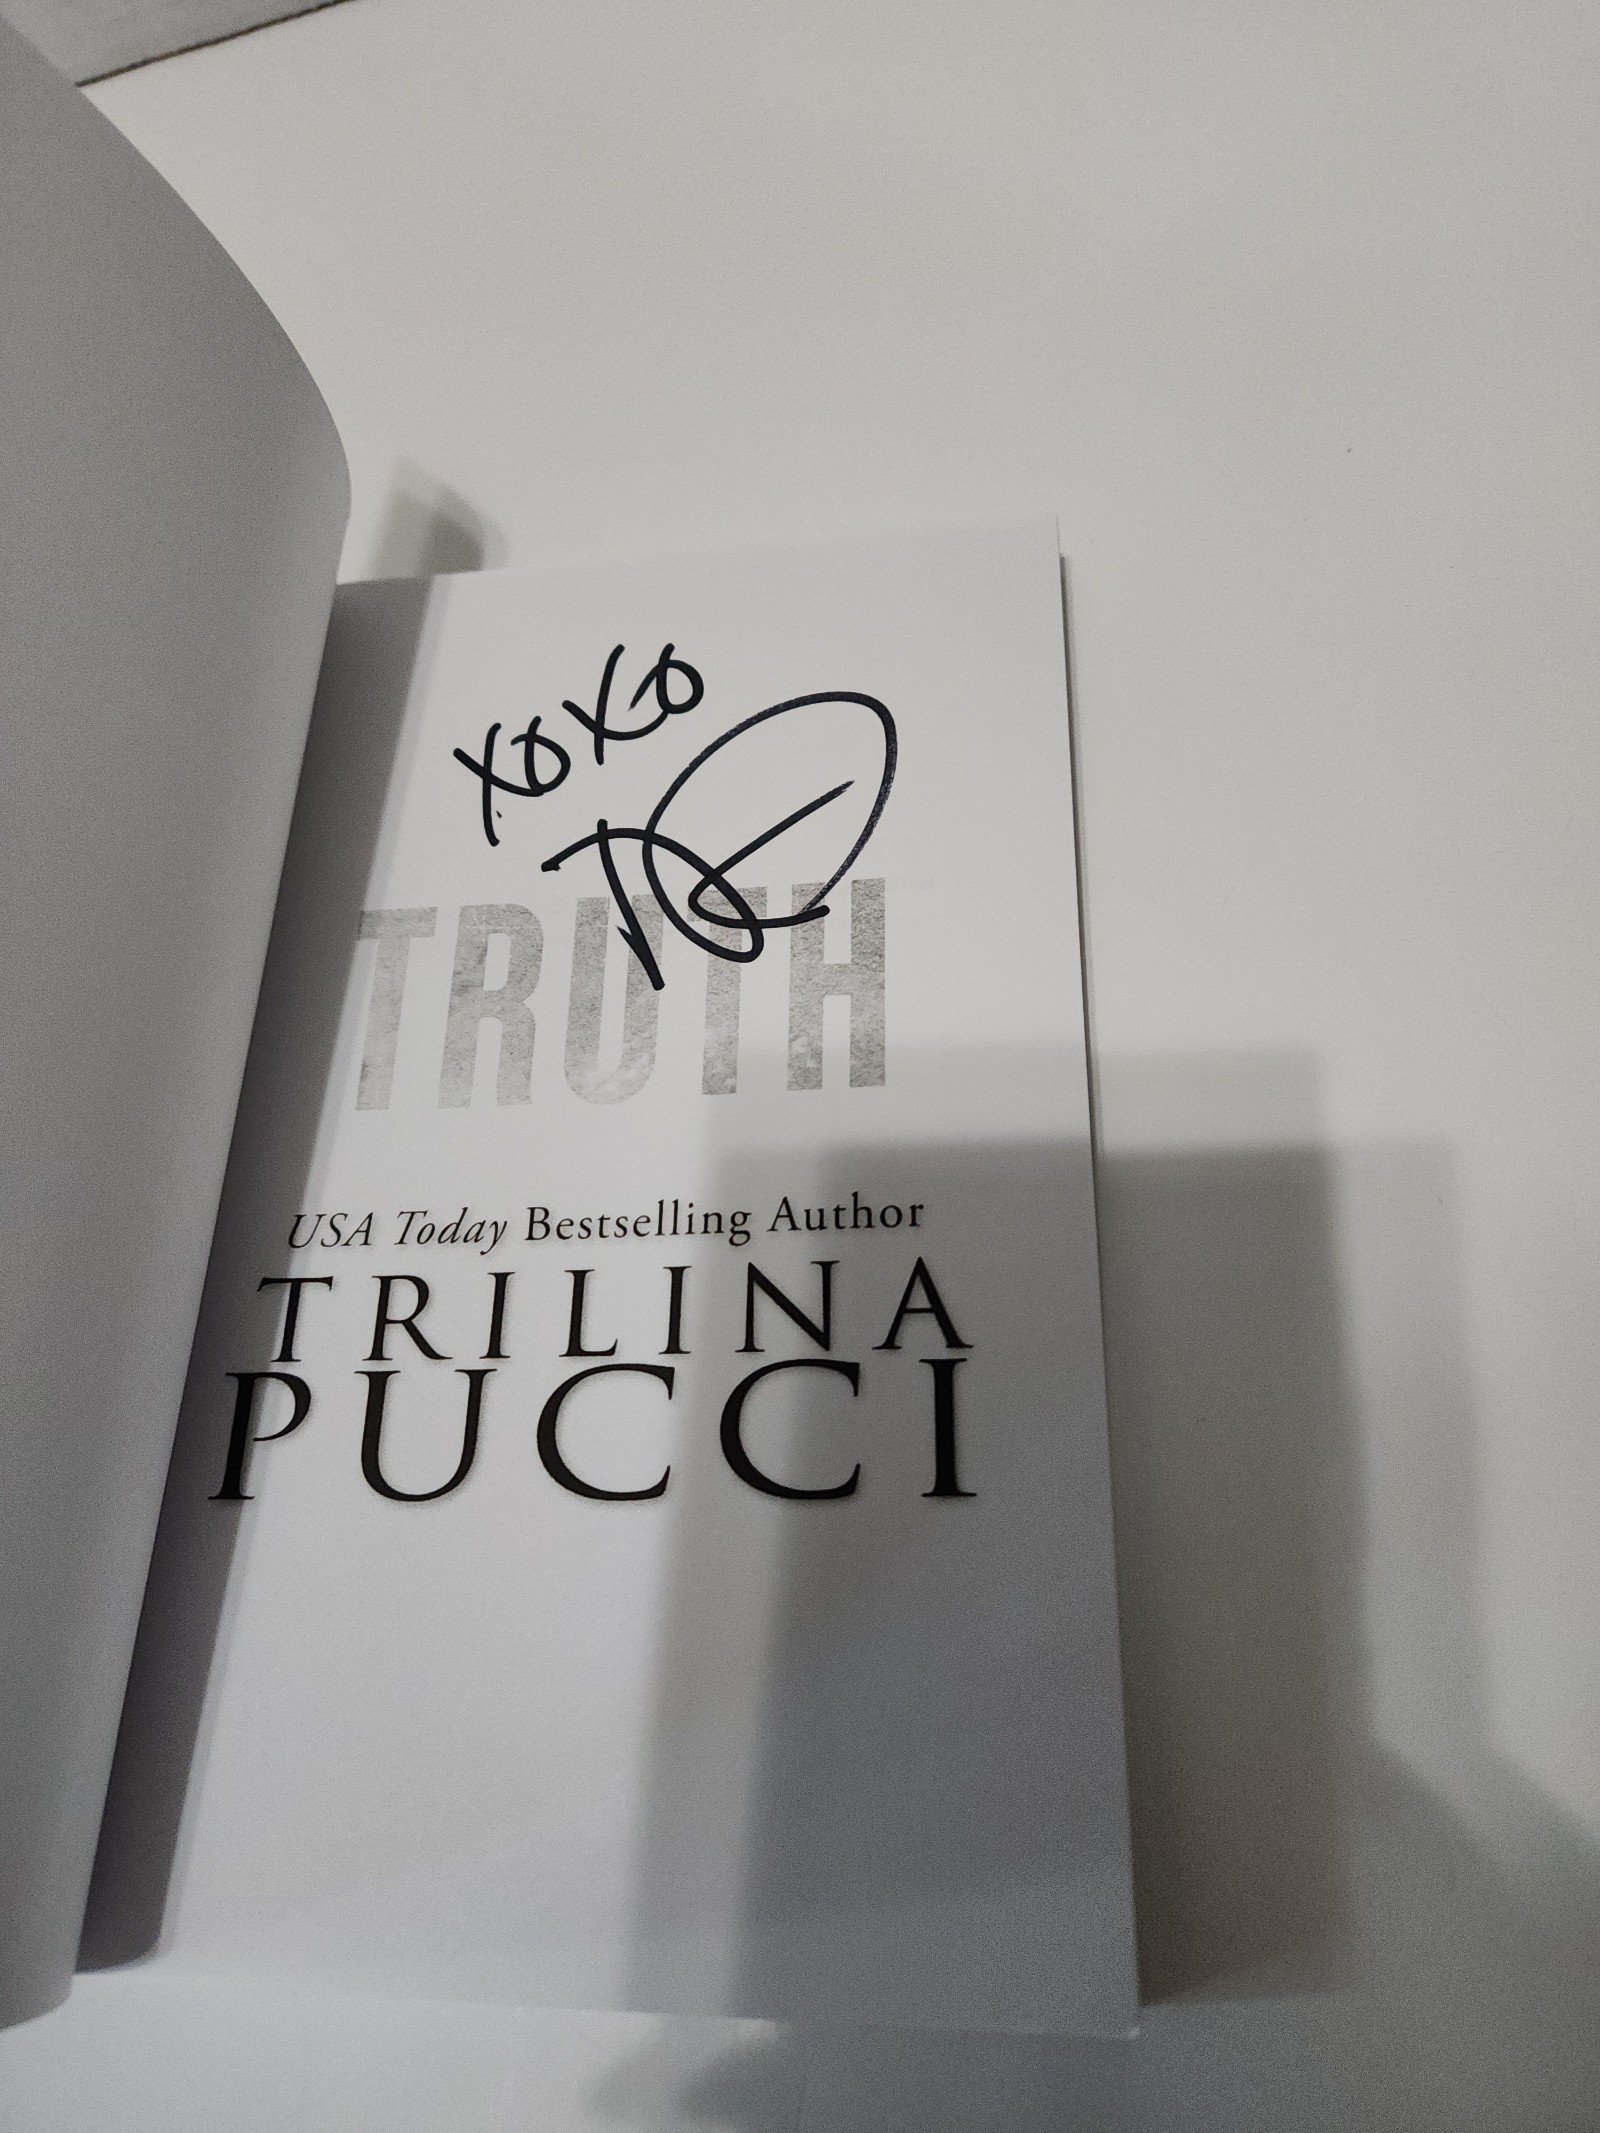 xoxo
TRUTH
USA Today Bestselling Author
TRILINA
PUCCI